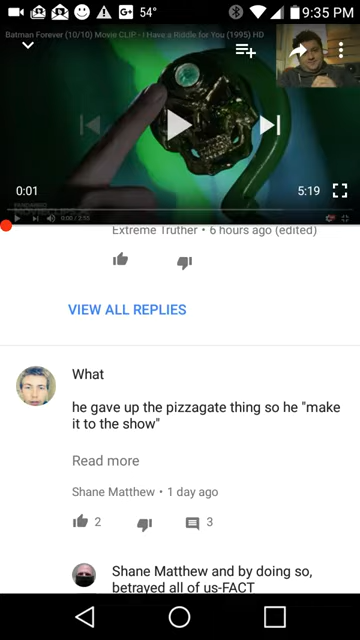 54°
9:35 PM
Batman Forever (10/10) Movie CLIP - I Have a Riddle for You (1995) HD
0:01
5:19
FANDANGO
MOVIECLIPS
0:00 / 2:55
Extreme Truther • 6 hours ago (edited)
VIEW ALL REPLIES
What
he gave up the pizzagate thing so he "make
it to the show"
Read more
Shane Matthew • 1 day ago
2
3
Shane Matthew and by doing so,
betrayed all of us-FACT